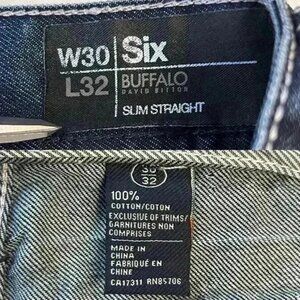 W30 Six
L32 BUFFALO
DAVID BITTON
SLIM STRAIGHT
30
32
100%
COTTON/COTON
EXCLUSIVE OF TRIMS/
GARNITURES NON
COMPRISES
MADE IN
CHINA
FABRIQUÉ EN
CHINE
CA17311 RN85706